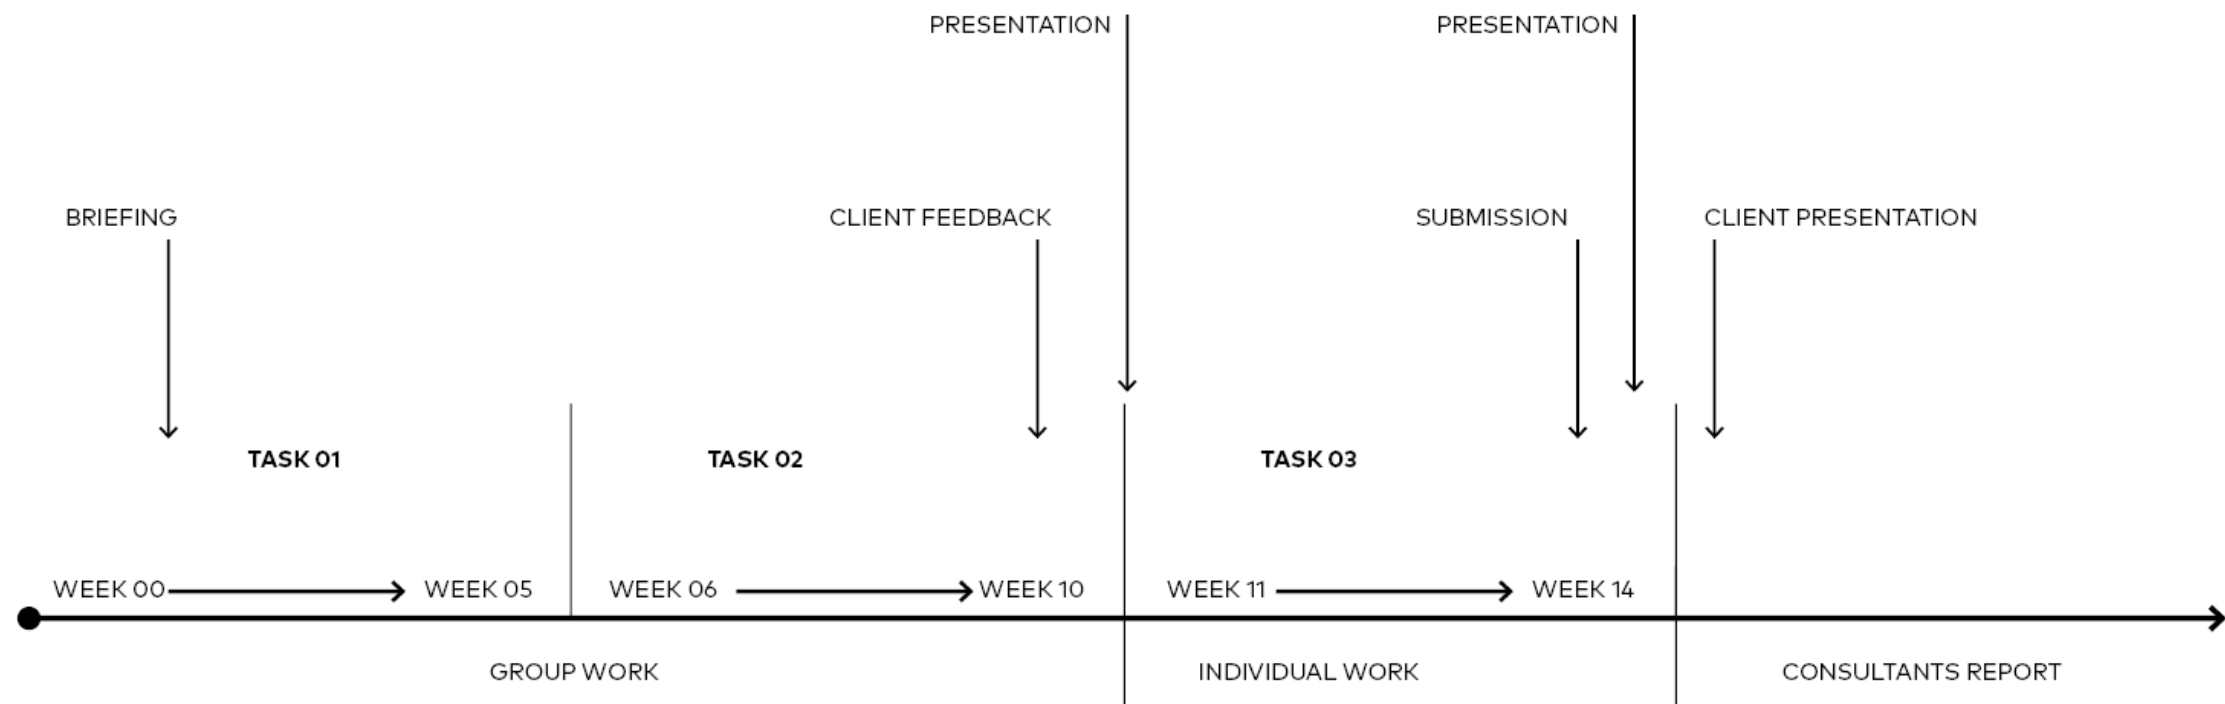 PRESENTATION
PRESENTATION
BRIEFING
CLIENT FEEDBACK
SUBMISSION
CLIENT PRESENTATION
TASK 01
TASK 02
TASK 03
WEEK 00
WEEK 05
WEEK 06
WEEK 10
WEEK 11
WEEK 14
GROUP WORK
INDIVIDUAL WORK
CONSULTANTS REPORT